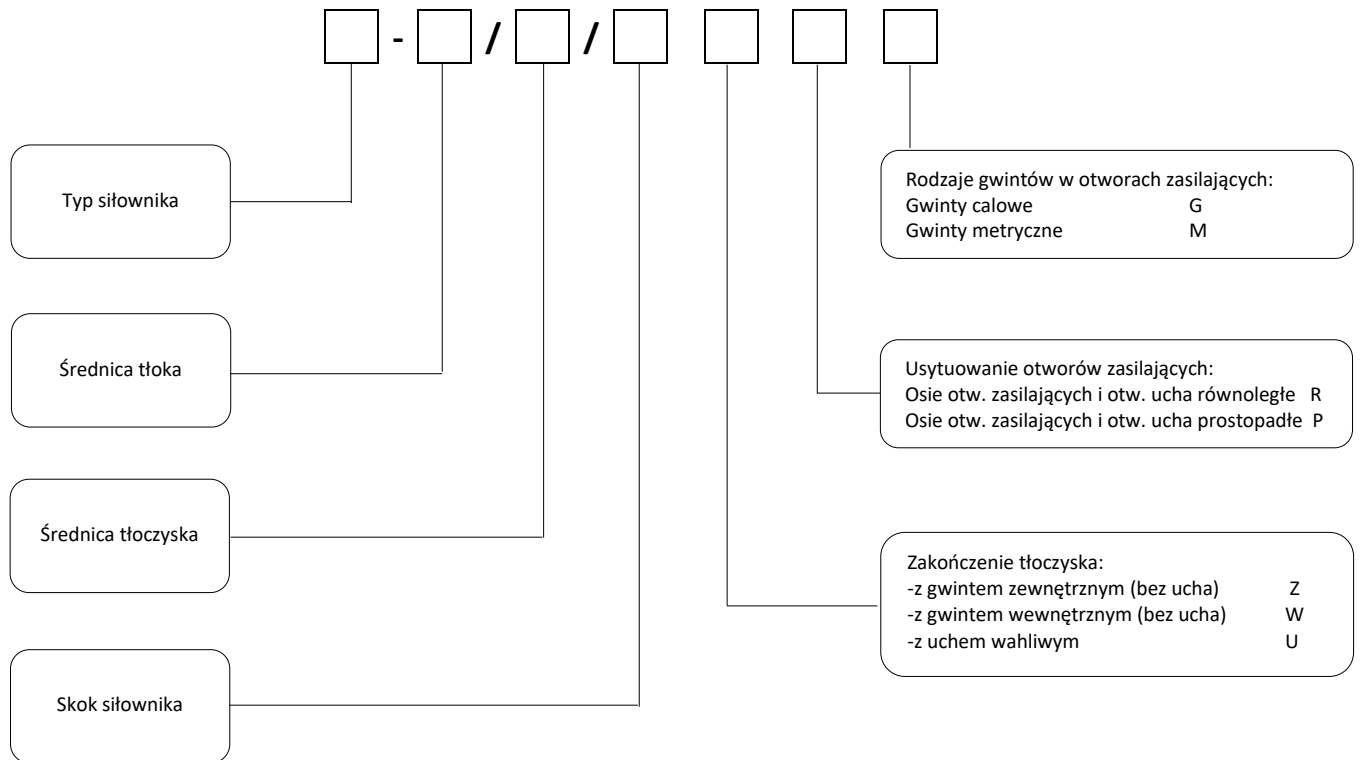 - / /
Typ siłownika
Średnica tłoka
Średnica tłoczyska
Skok siłownika
Rodzaje gwintów w otworach zasilających:
Gwinty calowe G
Gwinty metryczne M
Usytuowanie otworów zasilających:
Osie otw. zasilających i otw. ucha równoległe R
Osie otw. zasilających i otw. ucha prostopadłe P
Zakończenie tłoczyska:
-z gwintem zewnętrznym (bez ucha) Z
-z gwintem wewnętrznym (bez ucha) W
-z uchem wahliwym U